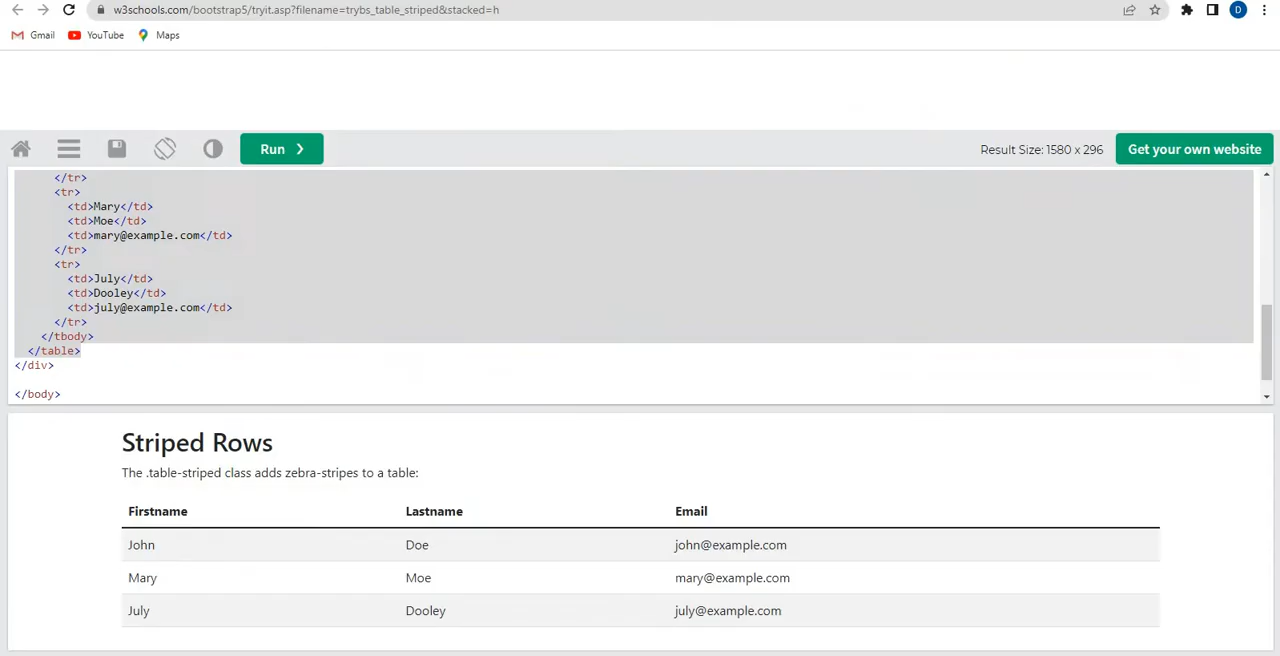 w3schools.com/bootstrap5/tryit.asp?filename=trybs_table_striped&stacked=h
D
Gmail YouTube Maps
Run ❯ Result Size: 1580 x 296 Get your own website
</tr>
<tr>
<td>Mary</td>
<td>Moe</td>
<td>mary@example.com</td>
</tr>
<tr>
<td>July</td>
<td>Dooley</td>
<td>july@example.com</td>
</tr>
</tbody>
</table>
</div>
</body>
Striped Rows
The .table-striped class adds zebra-stripes to a table:
Firstname Lastname Email
John Doe john@example.com
Mary Moe mary@example.com
July Dooley july@example.com